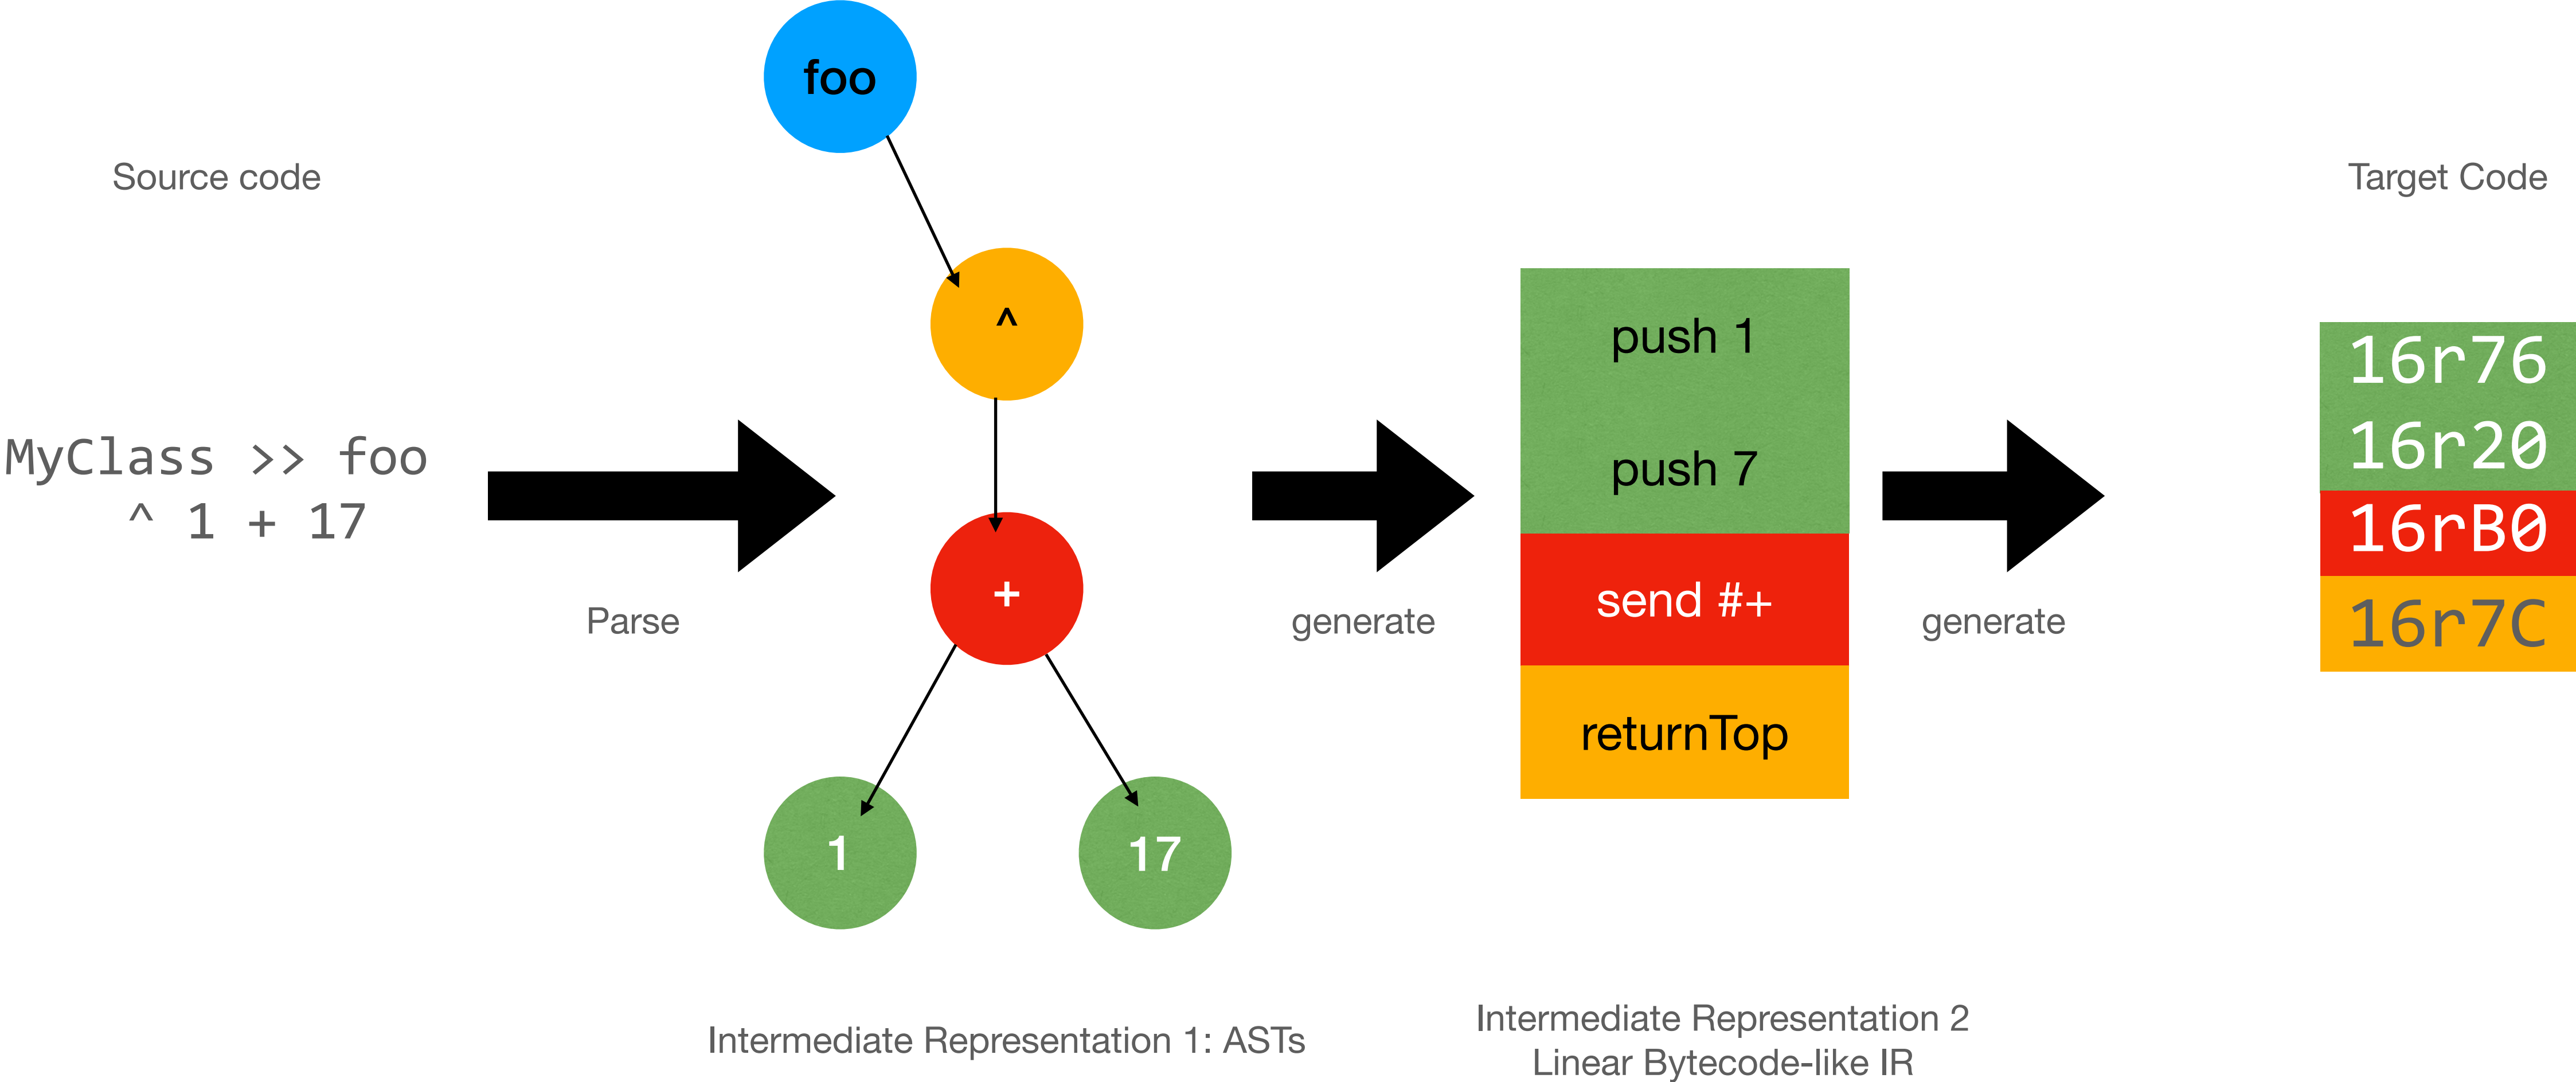 Source code
MyClass >> foo
^ 1 + 17
Parse
foo
^
+
1
17
Intermediate Representation 1: ASTs
generate
push 1
push 7
send #+
returnTop
Intermediate Representation 2
Linear Bytecode-like IR
generate
Target Code
16r76
16r20
16rB0
16r7C